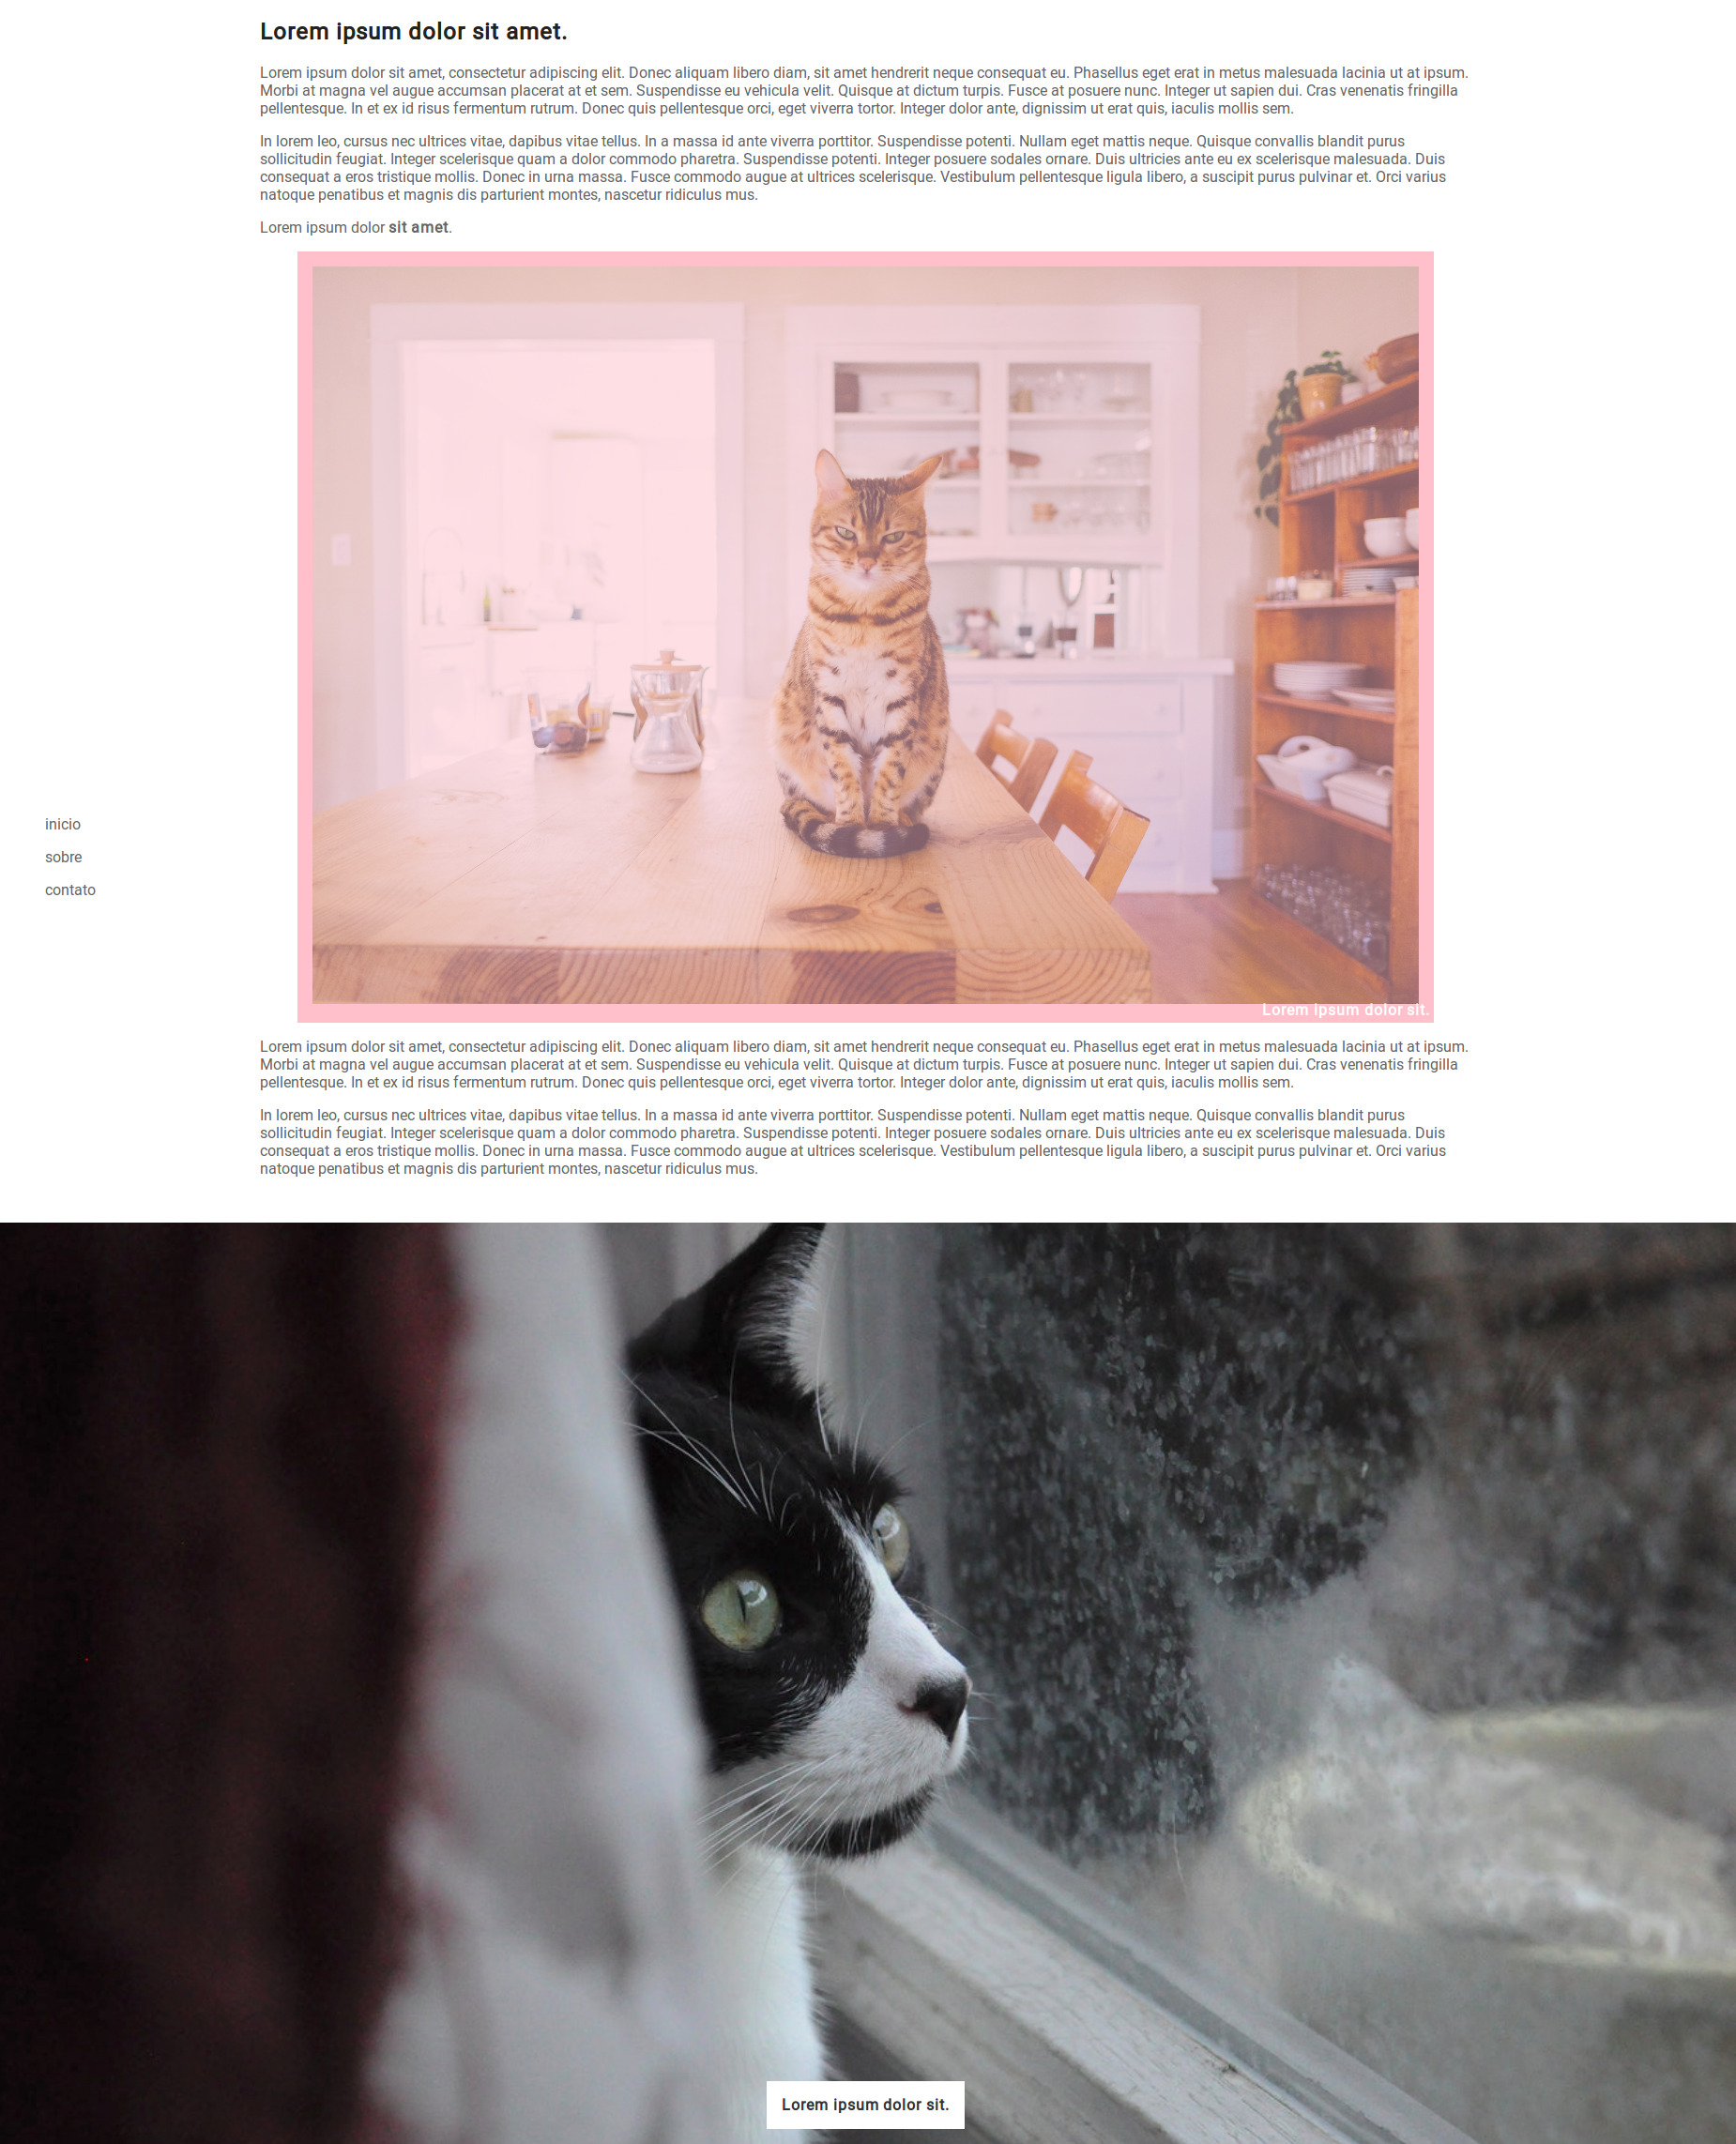 Lorem ipsum dolor sit amet.
Lorem ipsum dolor sit amet, consectetur adipiscing elit. Donec aliquam libero diam, sit amet hendrerit neque consequat eu. Phasellus eget erat in metus malesuada lacinia ut at ipsum.
Morbi at magna vel augue accumsan placerat at et sem. Suspendisse eu vehicula velit. Quisque at dictum turpis. Fusce at posuere nunc. Integer ut sapien dui. Cras venenatis fringilla
pellentesque. In et ex id risus fermentum rutrum. Donec quis pellentesque orci, eget viverra tortor. Integer dolor ante, dignissim ut erat quis, iaculis mollis sem.
In lorem leo, cursus nec ultrices vitae, dapibus vitae tellus. In a massa id ante viverra porttitor. Suspendisse potenti. Nullam eget mattis neque. Quisque convallis blandit purus
sollicitudin feugiat. Integer scelerisque quam a dolor commodo pharetra. Suspendisse potenti. Integer posuere sodales ornare. Duis ultricies ante eu ex scelerisque malesuada. Duis
consequat a eros tristique mollis. Donec in urna massa. Fusce commodo augue at ultrices scelerisque. Vestibulum pellentesque ligula libero, a suscipit purus pulvinar et. Orci varius
natoque penatibus et magnis dis parturient montes, nascetur ridiculus mus.
Lorem ipsum dolor sit amet.
inicio
sobre
contato
Lorem ipsum dolor sit.
Lorem ipsum dolor sit amet, consectetur adipiscing elit. Donec aliquam libero diam, sit amet hendrerit neque consequat eu. Phasellus eget erat in metus malesuada lacinia ut at ipsum.
Morbi at magna vel augue accumsan placerat at et sem. Suspendisse eu vehicula velit. Quisque at dictum turpis. Fusce at posuere nunc. Integer ut sapien dui. Cras venenatis fringilla
pellentesque. In et ex id risus fermentum rutrum. Donec quis pellentesque orci, eget viverra tortor. Integer dolor ante, dignissim ut erat quis, iaculis mollis sem.
In lorem leo, cursus nec ultrices vitae, dapibus vitae tellus. In a massa id ante viverra porttitor. Suspendisse potenti. Nullam eget mattis neque. Quisque convallis blandit purus
sollicitudin feugiat. Integer scelerisque quam a dolor commodo pharetra. Suspendisse potenti. Integer posuere sodales ornare. Duis ultricies ante eu ex scelerisque malesuada. Duis
consequat a eros tristique mollis. Donec in urna massa. Fusce commodo augue at ultrices scelerisque. Vestibulum pellentesque ligula libero, a suscipit purus pulvinar et. Orci varius
natoque penatibus et magnis dis parturient montes, nascetur ridiculus mus.
Lorem ipsum dolor sit.